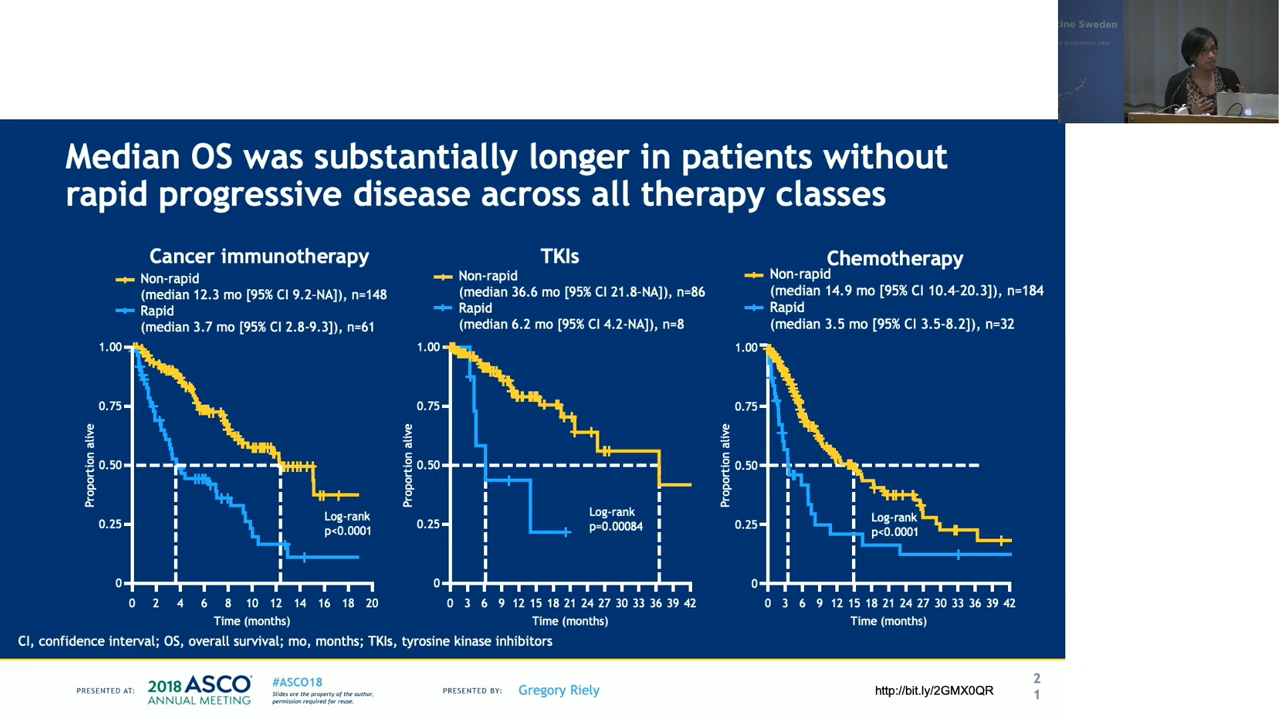 cine Sweden
Median OS was substantially longer in patients without
rapid progressive disease across all therapy classes
Cancer immunotherapy
Non-rapid
(median 12.3 mo [95% CI 9.2-NA]), n=148
Rapid
(median 3.7 mo [95% CI 2.8-9.3]), n=61
1.00
0.75
0.50
0.25
0
Proportion alive
Log-rank
p<0.0001
0 2 4 6 8 10 12 14 16 18 20
Time (months)
TKIs
Non-rapid
(median 36.6 mo [95% CI 21.8-NA]), n=86
Rapid
(median 6.2 mo [95% CI 4.2-NA]), n=8
1.00
0.75
0.50
0.25
0
Proportion alive
Log-rank
p=0.00084
0 3 6 9 12 15 18 21 24 27 30 33 36 39 42
Time (months)
Chemotherapy
Non-rapid
(median 14.9 mo [95% CI 10.4-20.3]), n=184
Rapid
(median 3.5 mo [95% CI 3.5-8.2]), n=32
1.00
0.75
0.50
0.25
0
Proportion alive
Log-rank
p<0.0001
0 3 6 9 12 15 18 21 24 27 30 33 36 39 42
Time (months)
CI, confidence interval; OS, overall survival; mo, months; TKIs, tyrosine kinase inhibitors
PRESENTED AT:
2018 ASCO
ANNUAL MEETING
#ASCO18
Slides are the property of the author,
permission required for reuse.
PRESENTED BY:
Gregory Riely
http://bit.ly/2GMX0QR
2
1